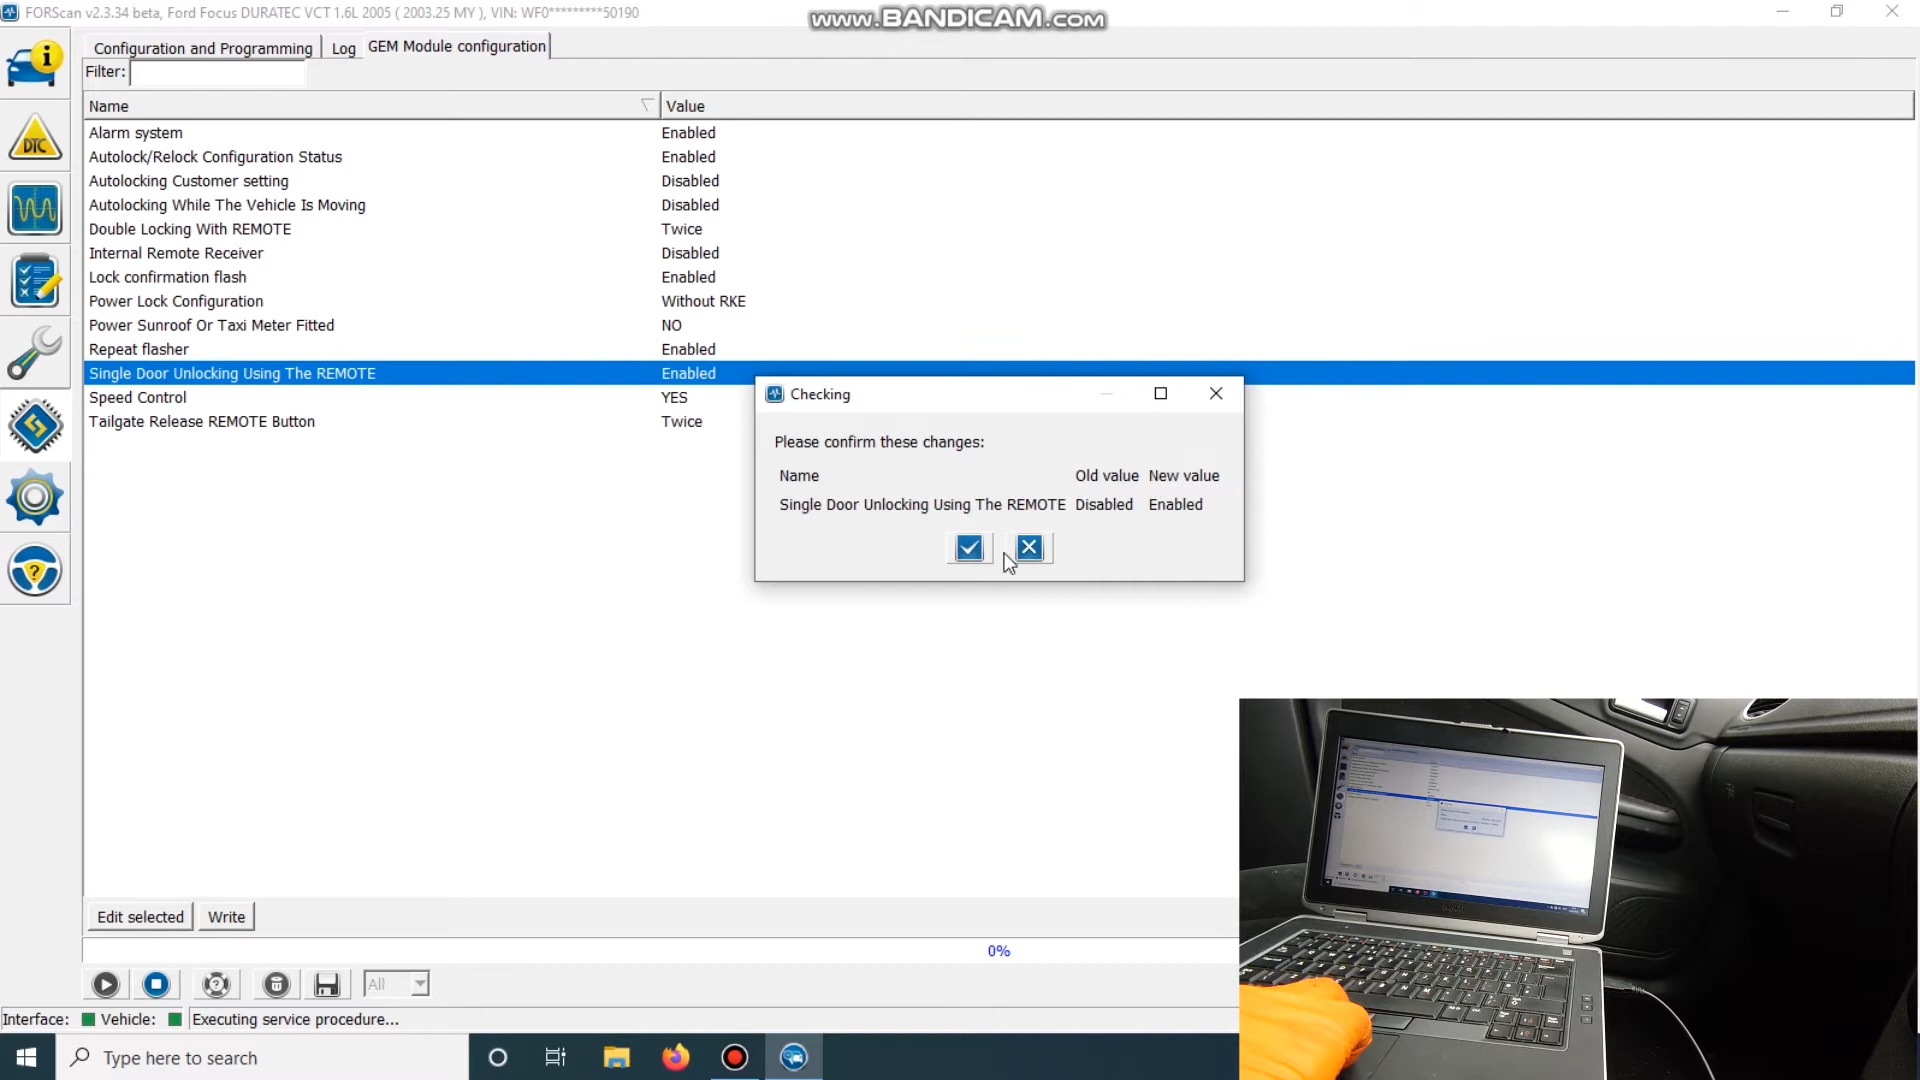 FORScan v2.3.34 beta, Ford Focus DURATEC VCT 1.6L 2005 ( 2003.25 MY ), VIN: WF0*********50190
www.BANDICAM.com
Configuration and Programming
Log
GEM Module configuration
Filter:
Name
Value
DTC
Alarm system Enabled
Autolock/Relock Configuration Status Enabled
Autolocking Customer setting Disabled
Autolocking While The Vehicle Is Moving Disabled
Double Locking With REMOTE Twice
Internal Remote Receiver Disabled
Lock confirmation flash Enabled
Power Lock Configuration Without RKE
Power Sunroof Or Taxi Meter Fitted NO
Repeat flasher Enabled
Single Door Unlocking Using The REMOTE Enabled
Speed Control YES
Tailgate Release REMOTE Button Twice
Checking
Please confirm these changes:
Name Old value New value
Single Door Unlocking Using The REMOTE Disabled Enabled
Edit selected
Write
0%
All
Interface: Vehicle: Executing service procedure...
Type here to search